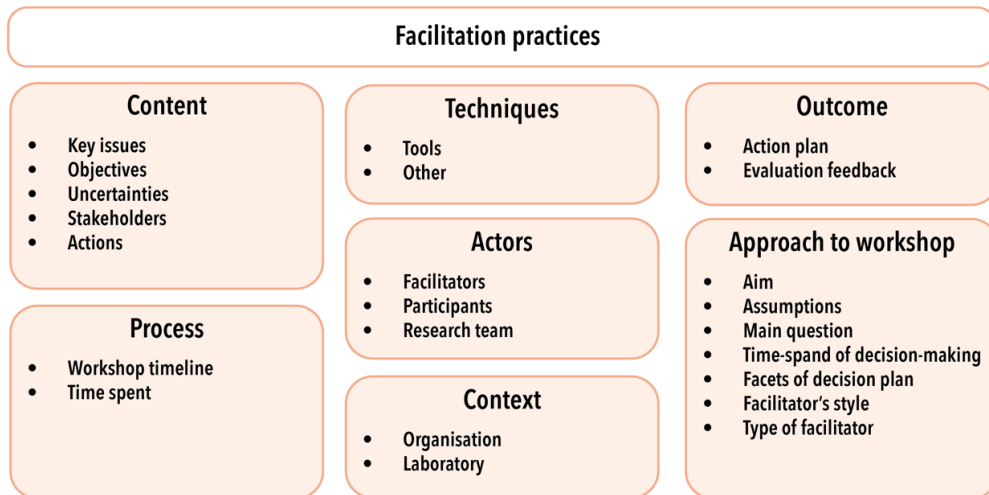 Facilitation practices
Content
• Key issues
• Objectives
• Uncertainties
• Stakeholders
• Actions
Process
• Workshop timeline
• Time spent
Techniques
• Tools
• Other
Actors
• Facilitators
• Participants
• Research team
Context
• Organisation
• Laboratory
Outcome
• Action plan
• Evaluation feedback
Approach to workshop
• Aim
• Assumptions
• Main question
• Time-spand of decision-making
• Facets of decision plan
• Facilitator’s style
• Type of facilitator